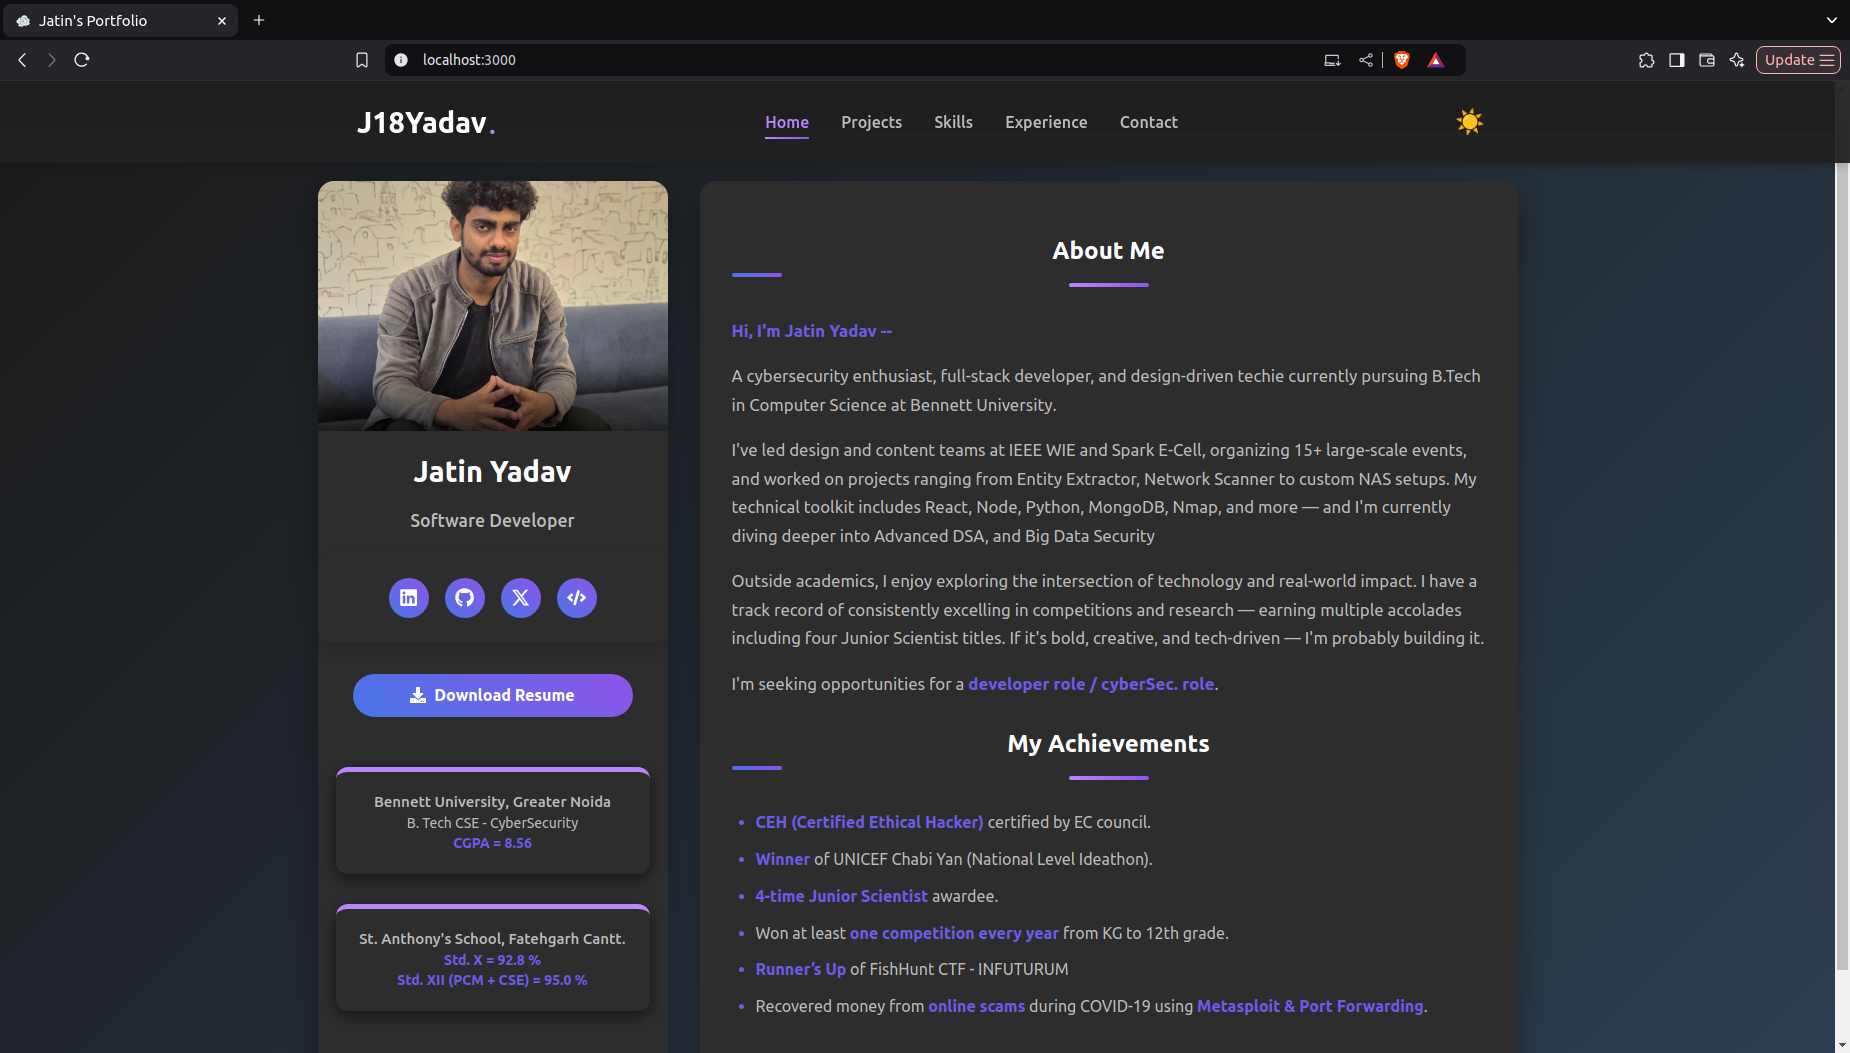 Jatin's Portfolio
localhost:3000
Update
J18Yadav.
Home
Projects
Skills
Experience
Contact
Jatin Yadav
Software Developer
Download Resume
Bennett University, Greater Noida
B. Tech CSE - CyberSecurity
CGPA = 8.56
St. Anthony's School, Fatehgarh Cantt.
Std. X = 92.8 %
Std. XII (PCM + CSE) = 95.0 %
About Me
Hi, I'm Jatin Yadav --
A cybersecurity enthusiast, full-stack developer, and design-driven techie currently pursuing B.Tech
in Computer Science at Bennett University.
I've led design and content teams at IEEE WIE and Spark E-Cell, organizing 15+ large-scale events,
and worked on projects ranging from Entity Extractor, Network Scanner to custom NAS setups. My
technical toolkit includes React, Node, Python, MongoDB, Nmap, and more — and I'm currently
diving deeper into Advanced DSA, and Big Data Security
Outside academics, I enjoy exploring the intersection of technology and real-world impact. I have a
track record of consistently excelling in competitions and research — earning multiple accolades
including four Junior Scientist titles. If it's bold, creative, and tech-driven — I'm probably building it.
I'm seeking opportunities for a developer role / cyberSec. role.
My Achievements
• CEH (Certified Ethical Hacker) certified by EC council.
• Winner of UNICEF Chabi Yan (National Level Ideathon).
• 4-time Junior Scientist awardee.
• Won at least one competition every year from KG to 12th grade.
• Runner's Up of FishHunt CTF - INFUTURUM
• Recovered money from online scams during COVID-19 using Metasploit & Port Forwarding.